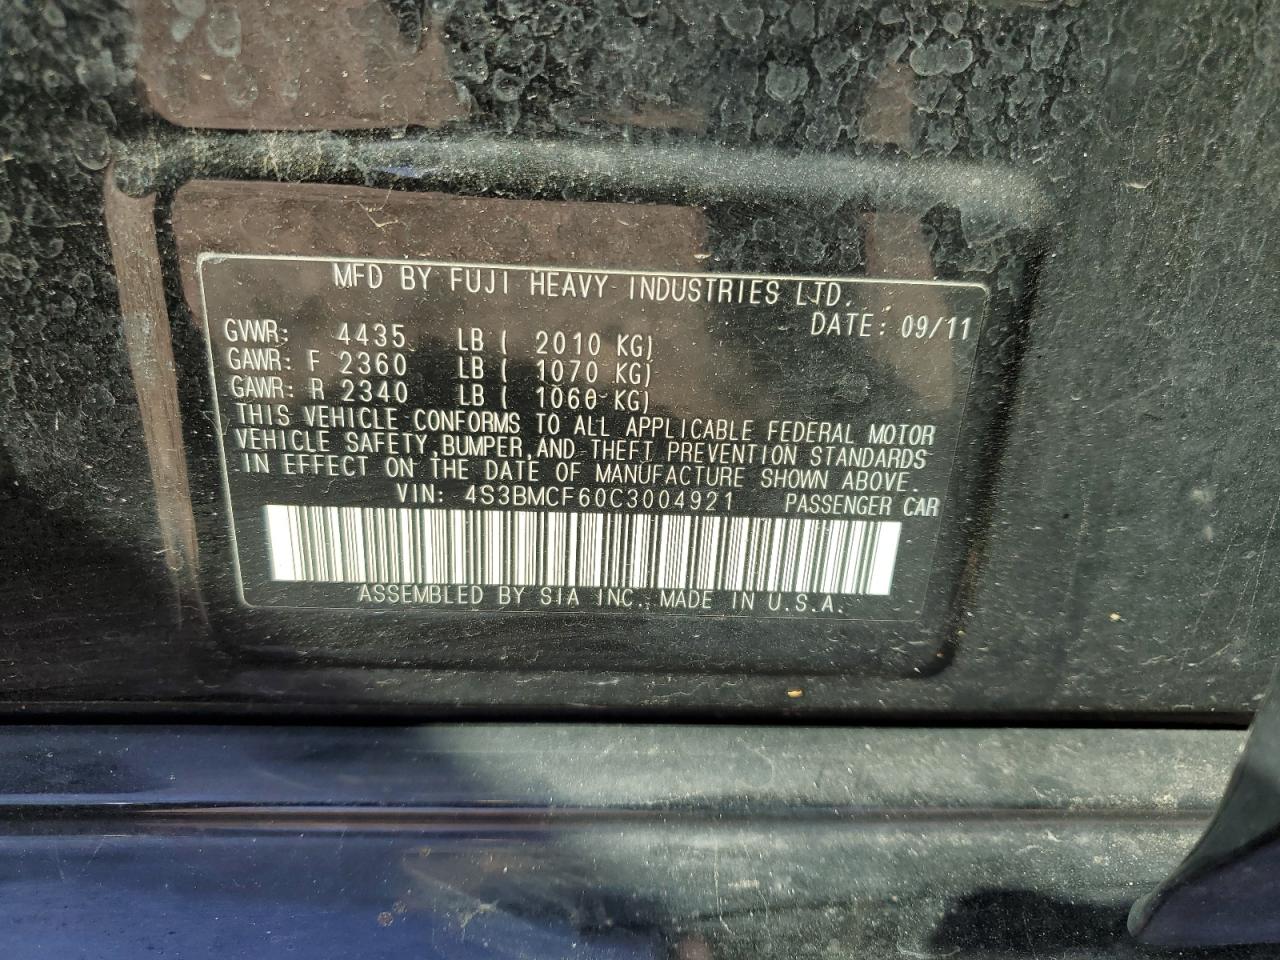 MFD BY FUJI HEAVY INDUSTRIES LTD.
DATE: 09/11
GVWR: 4435 LB ( 2010 KG)
GAWR: F 2360 LB ( 1070 KG)
GAWR: R 2340 LB ( 1060 KG)
THIS VEHICLE CONFORMS TO ALL APPLICABLE FEDERAL MOTOR
VEHICLE SAFETY,BUMPER,AND THEFT PREVENTION STANDARDS
IN EFFECT ON THE DATE OF MANUFACTURE SHOWN ABOVE.
VIN: 4S3BMCF60C3004921 PASSENGER CAR
ASSEMBLED BY SIA INC., MADE IN U.S.A.